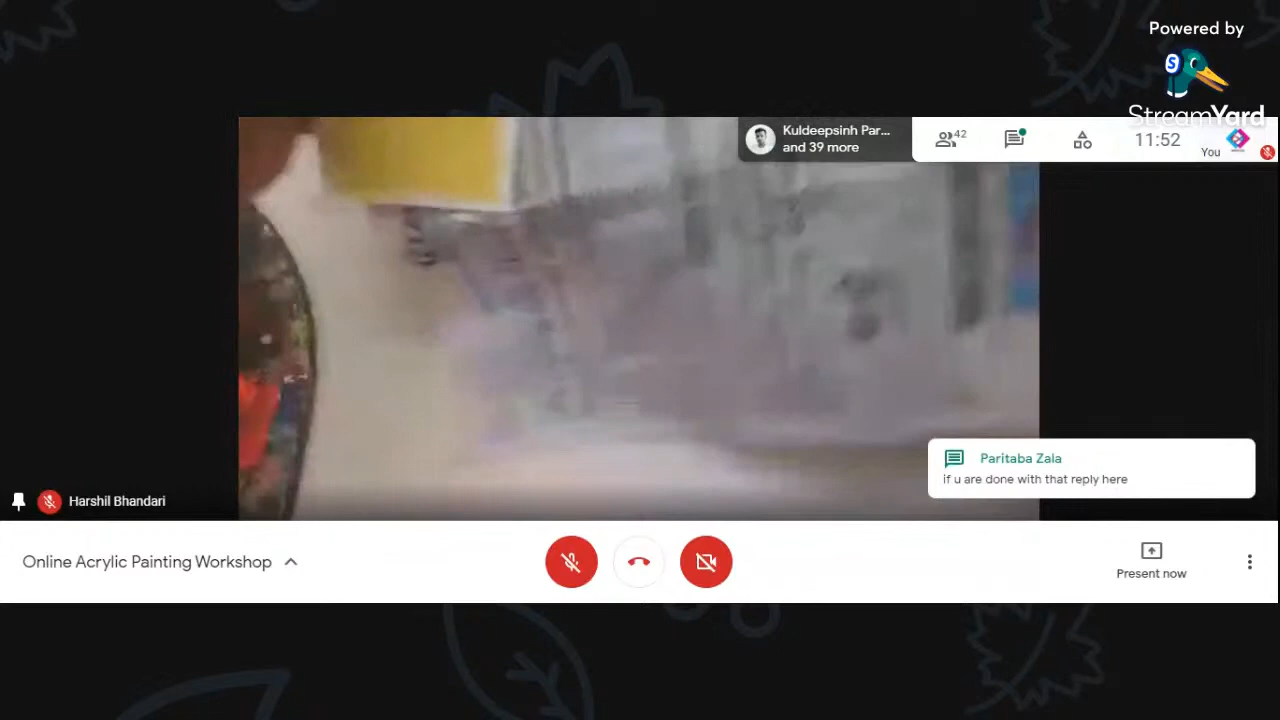 Powered by
S
StreamYard
Kuldeepsinh Par...
and 39 more
42
11:52
You
Paritaba Zala
if u are done with that reply here
Harshil Bhandari
Online Acrylic Painting Workshop
Present now